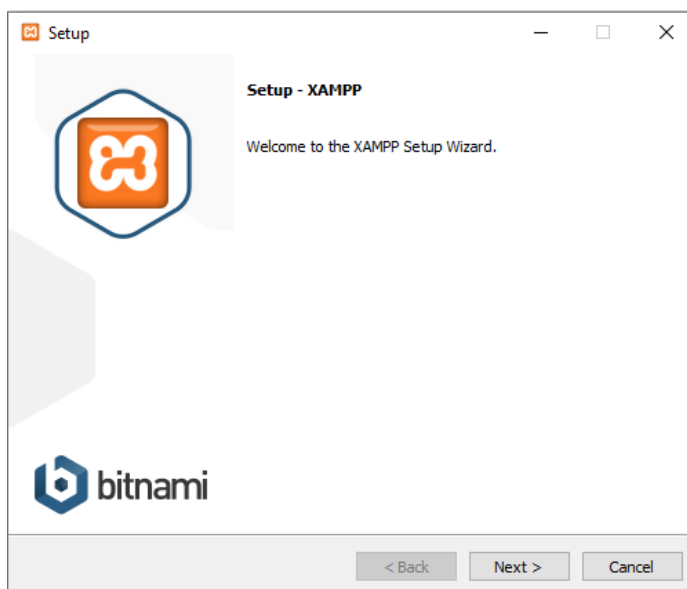 Setup
Setup - XAMPP
Welcome to the XAMPP Setup Wizard.
bitnami
< Back
Next >
Cancel